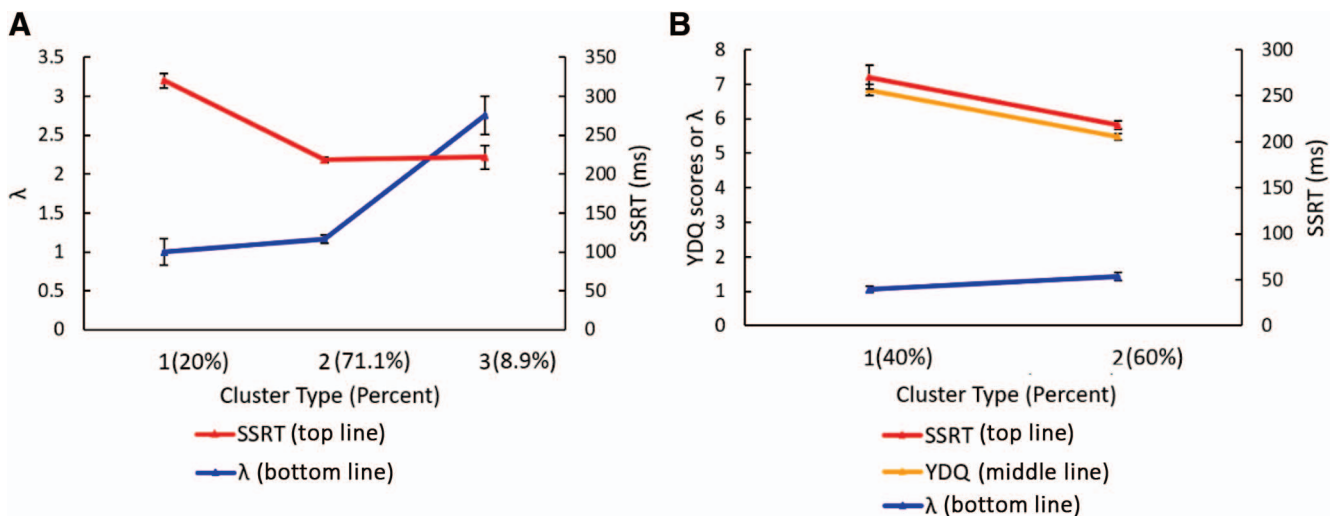 A
3.5
3
2.5
2
1.5
1
0.5
0
λ
350
300
250
200
150
100
50
0
SSRT (ms)
1(20%) 2(71.1%) 3(8.9%)
Cluster Type (Percent)
SSRT (top line)
λ (bottom line)
B
8
7
6
5
4
3
2
1
0
YDQ scores or λ
300
250
200
150
100
50
0
SSRT (ms)
1(40%) 2(60%)
Cluster Type (Percent)
SSRT (top line)
YDQ (middle line)
λ (bottom line)